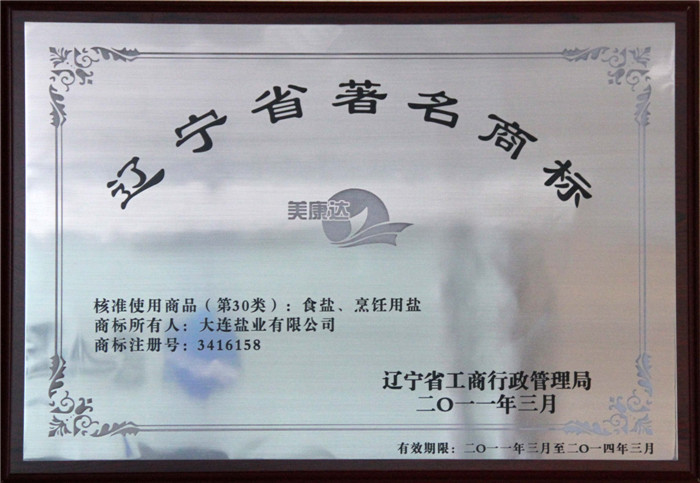 辽宁省著名商标
美康达
核准使用商品（第30类）：食盐、烹饪用盐
商标所有人：大连盐业有限公司
商标注册号：3416158
辽宁省工商行政管理局
二〇一一年三月
有效期限：二〇一一年三月至二〇一四年三月